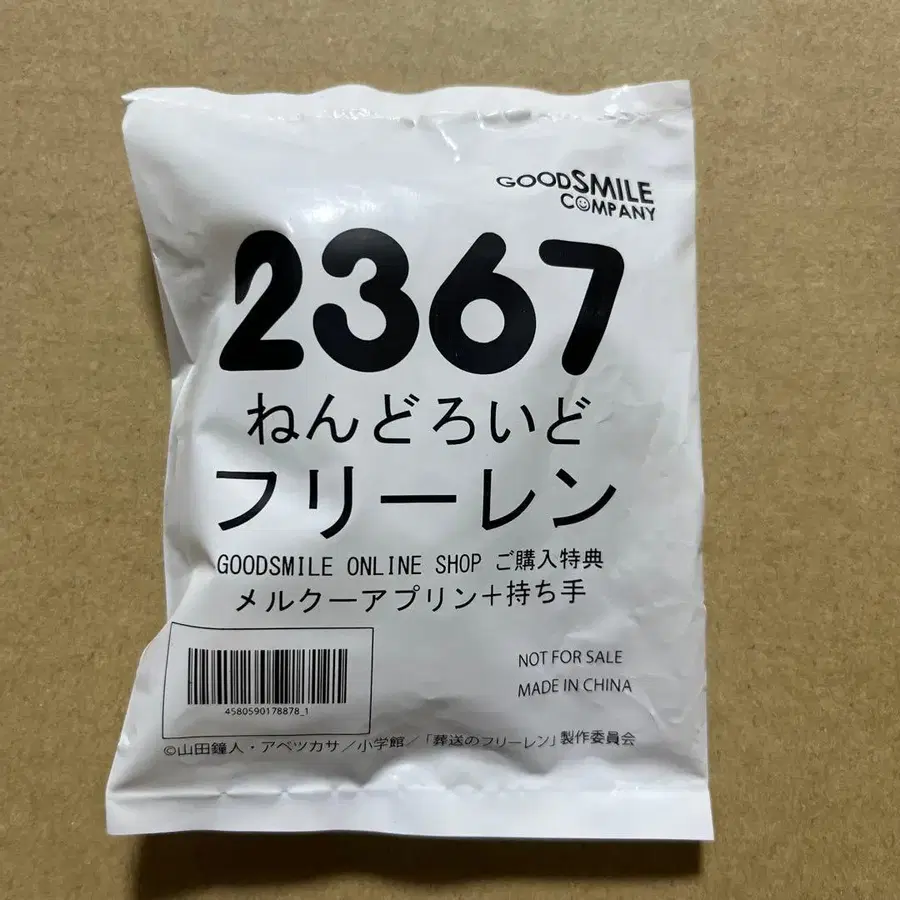 GOODSMILE
COMPANY
2367
ねんどろいど
フリーレン
GOODSMILE ONLINE SHOP ご購入特典
メルクーアプリン+持ち手
NOT FOR SALE
MADE IN CHINA
4580590178878_1
©山田鐘人・アベツカサ／小学館／「葬送のフリーレン」製作委員会